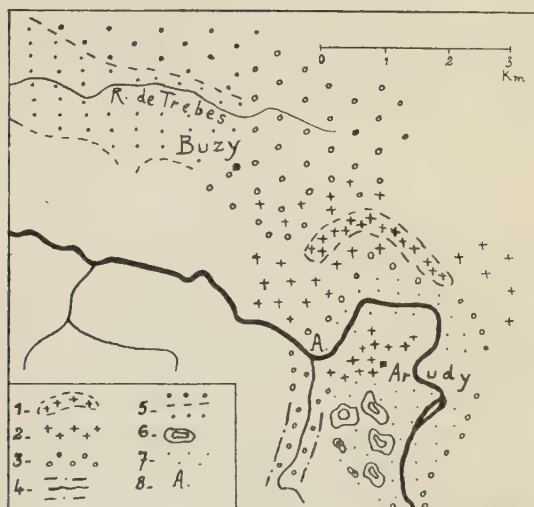 0 1 2 3
Km
R. de Trebes
Buzy
A.
Arudy
1-
2-
3-
4-
5-
6-
7-
8- A.